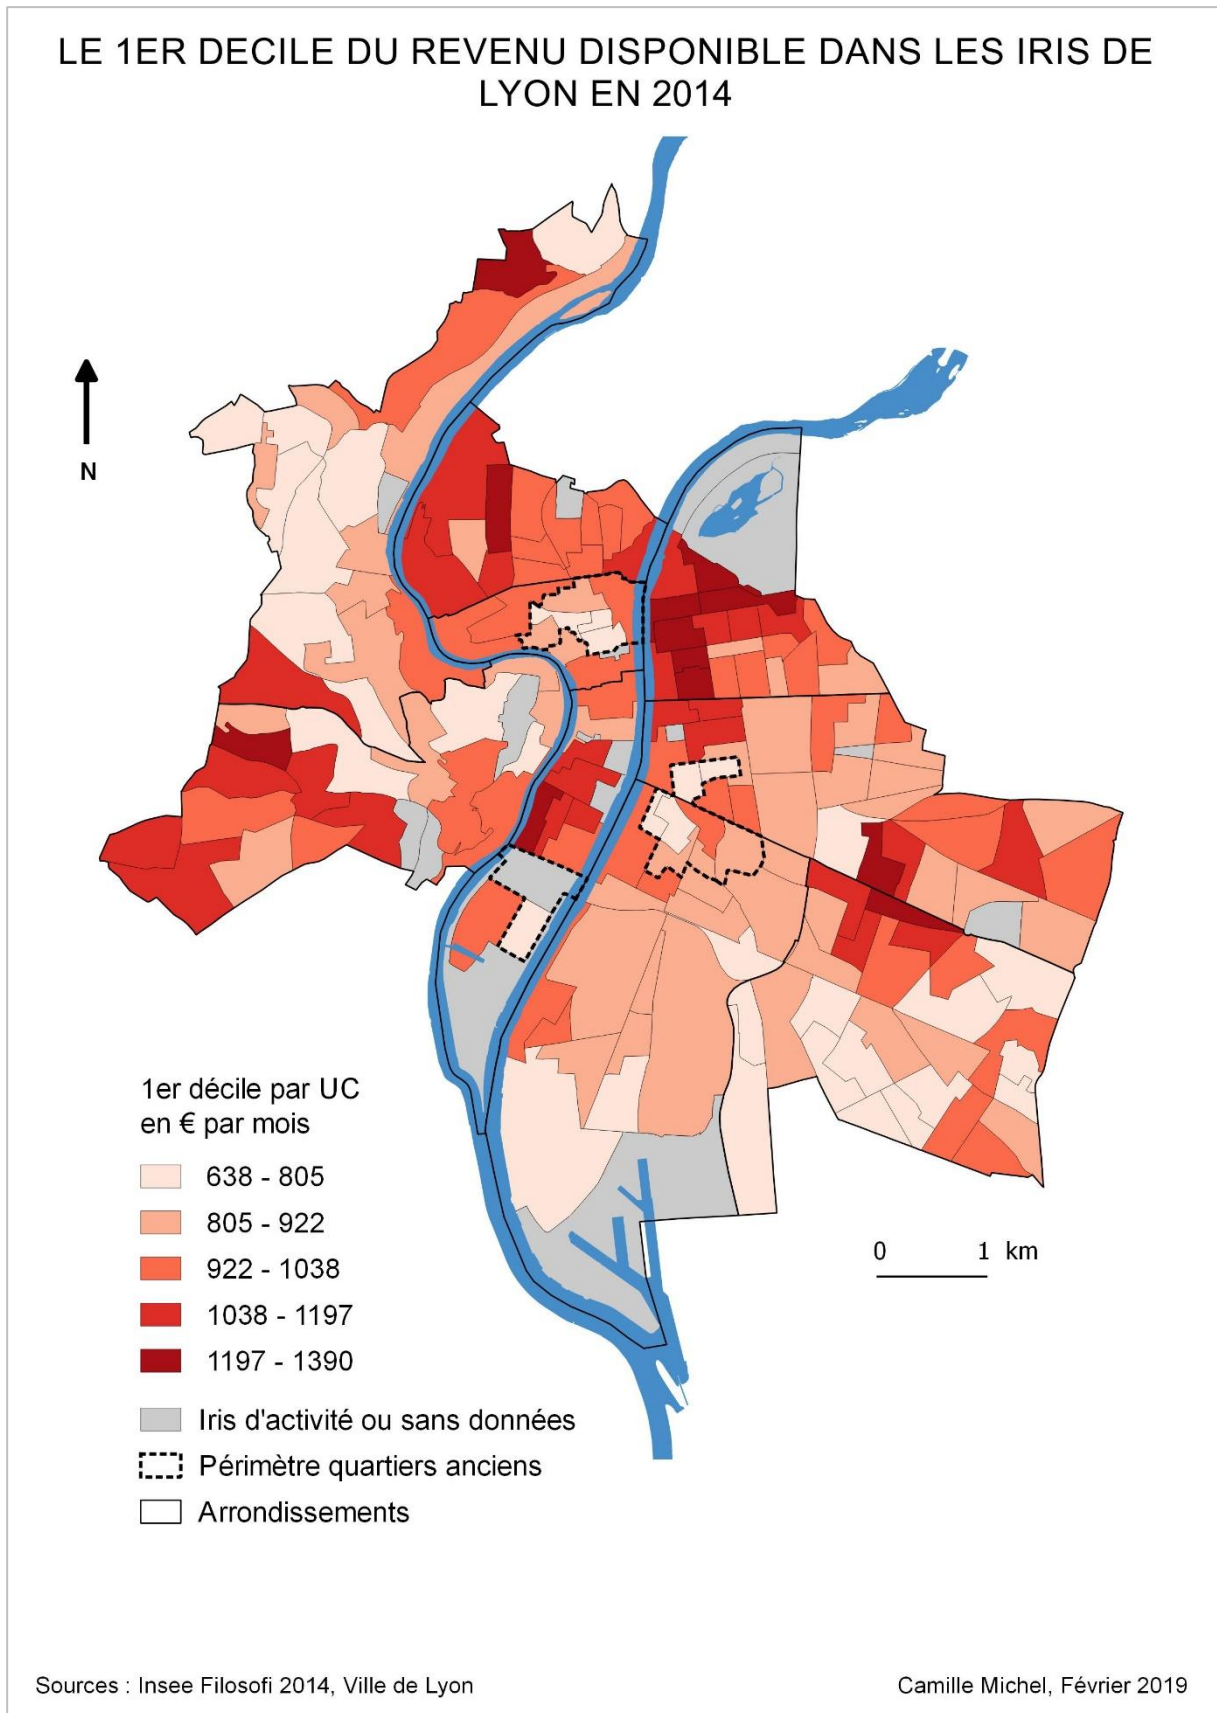 LE 1ER DECILE DU REVENU DISPONIBLE DANS LES IRIS DE
LYON EN 2014
N
1er décile par UC
en € par mois
638 - 805
805 - 922
922 - 1038
1038 - 1197
1197 - 1390
Iris d'activité ou sans données
Périmètre quartiers anciens
Arrondissements
0 1 km
Sources : Insee Filosofi 2014, Ville de Lyon
Camille Michel, Février 2019